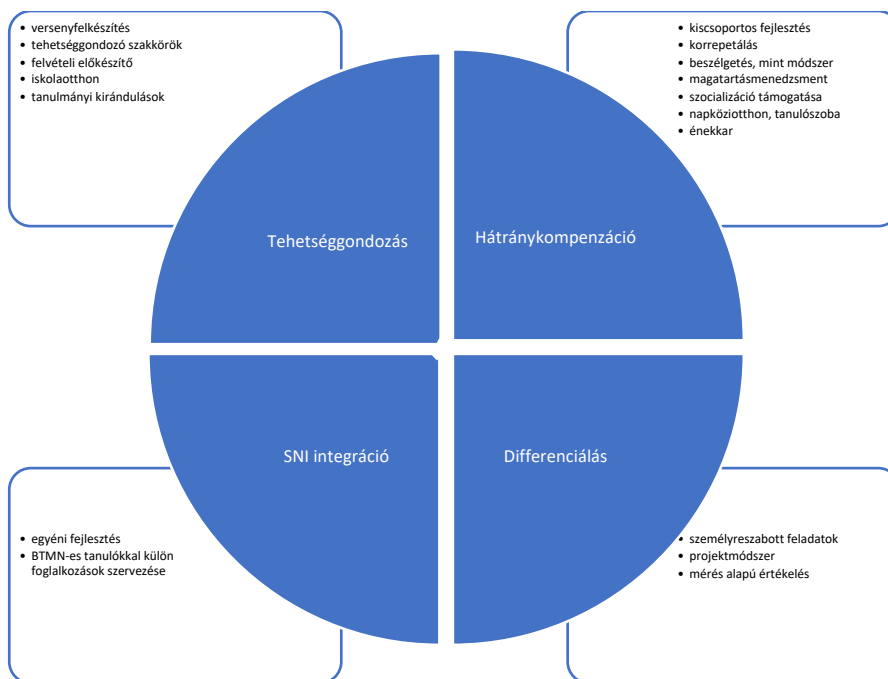 • versenyfelkészítés
• tehetséggondozó szakkörök
• felvételi előkészítő
• iskolaotthon
• tanulmányi kirándulások
• kiscsoportos fejlesztés
• korrepetálás
• beszélgetés, mint módszer
• magatartásmenedzsment
• szocializáció támogatása
• napköziotthon, tanulószoba
• énekkar
Tehetséggondozás
Hátránykompenzáció
SNI integráció
Differenciálás
• egyéni fejlesztés
• BTMN-es tanulókkal külön
foglalkozások szervezése
• személyreszabott feladatok
• projektmódszer
• mérés alapú értékelés